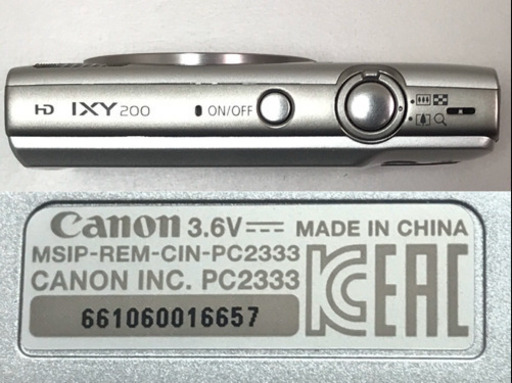 HD IXY 200 ON/OFF
Canon 3.6V MADE IN CHINA
MSIP-REM-CIN-PC2333
CANON INC. PC2333
661060016657
EAC